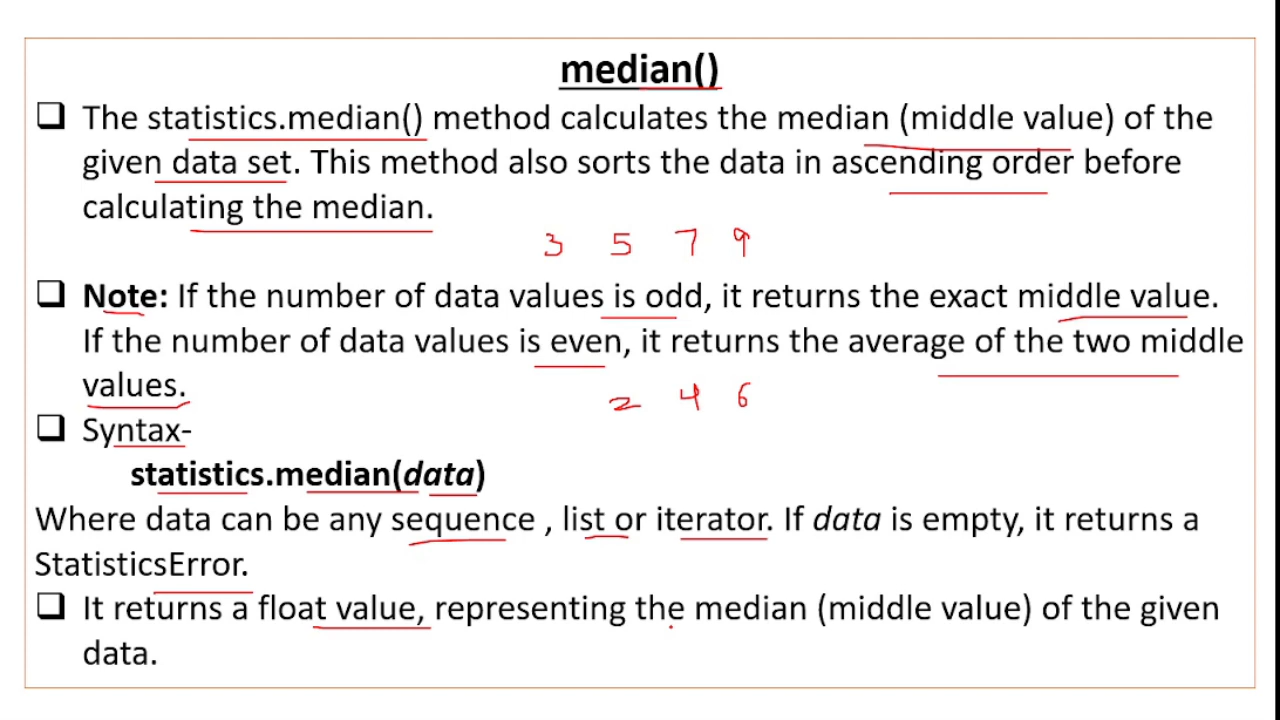 median()
❑ The statistics.median() method calculates the median (middle value) of the
given data set. This method also sorts the data in ascending order before
calculating the median.
3 5 7 9
❑ Note: If the number of data values is odd, it returns the exact middle value.
If the number of data values is even, it returns the average of the two middle
values.
2 4 6
❑ Syntax-
statistics.median(data)
Where data can be any sequence , list or iterator. If data is empty, it returns a
StatisticsError.
❑ It returns a float value, representing the median (middle value) of the given
data.